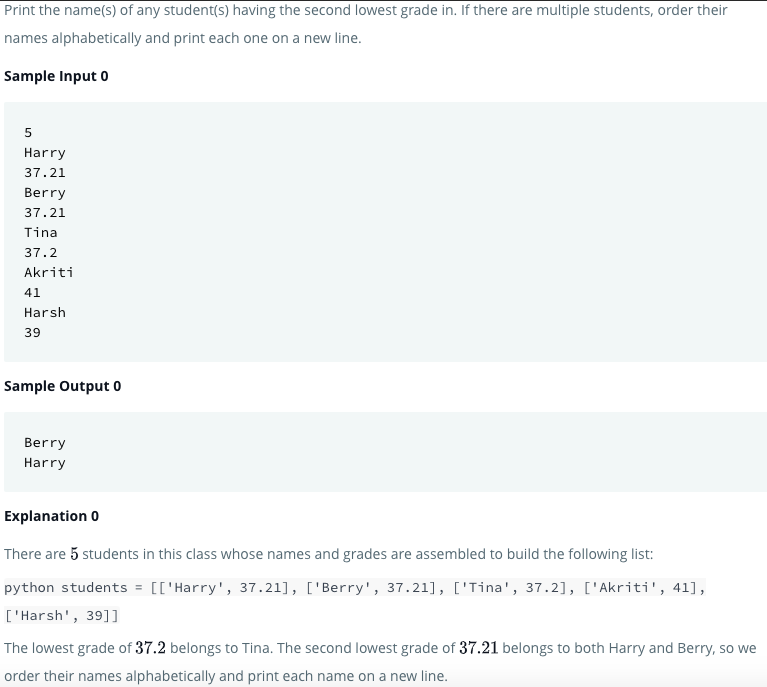 Print the name(s) of any student(s) having the second lowest grade in. If there are multiple students, order their
names alphabetically and print each one on a new line.
Sample Input 0
5
Harry
37.21
Berry
37.21
Tina
37.2
Akriti
41
Harsh
39
Sample Output 0
Berry
Harry
Explanation 0
There are 5 students in this class whose names and grades are assembled to build the following list:
python students = [['Harry', 37.21], ['Berry', 37.21], ['Tina', 37.2], ['Akriti', 41],
['Harsh', 39]]
The lowest grade of 37.2 belongs to Tina. The second lowest grade of 37.21 belongs to both Harry and Berry, so we
order their names alphabetically and print each name on a new line.